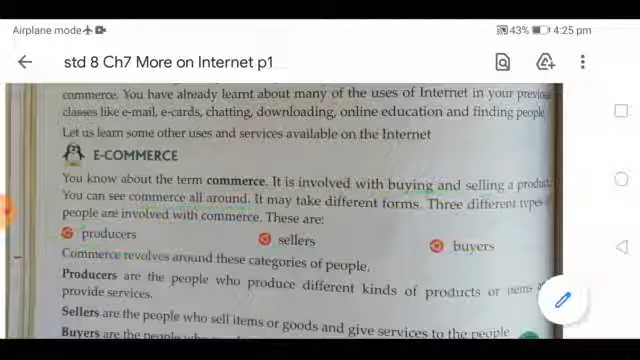 Airplane mode 43% 4:25 pm
std 8 Ch7 More on Internet p1
commerce. You have already learnt about many of the uses of Internet in your previous
classes like e-mail, e-cards, chatting, downloading, online education and finding people
Let us learn some other uses and services available on the Internet
E-COMMERCE
You know about the term commerce. It is involved with buying and selling a product.
You can see commerce all around. It may take different forms. Three different types
people are involved with commerce. These are:
producers sellers buyers
Commerce revolves around these categories of people.
Producers are the people who produce different kinds of products or items
provide services.
Sellers are the people who sell items or goods and give services to the people
Buyers are the people who